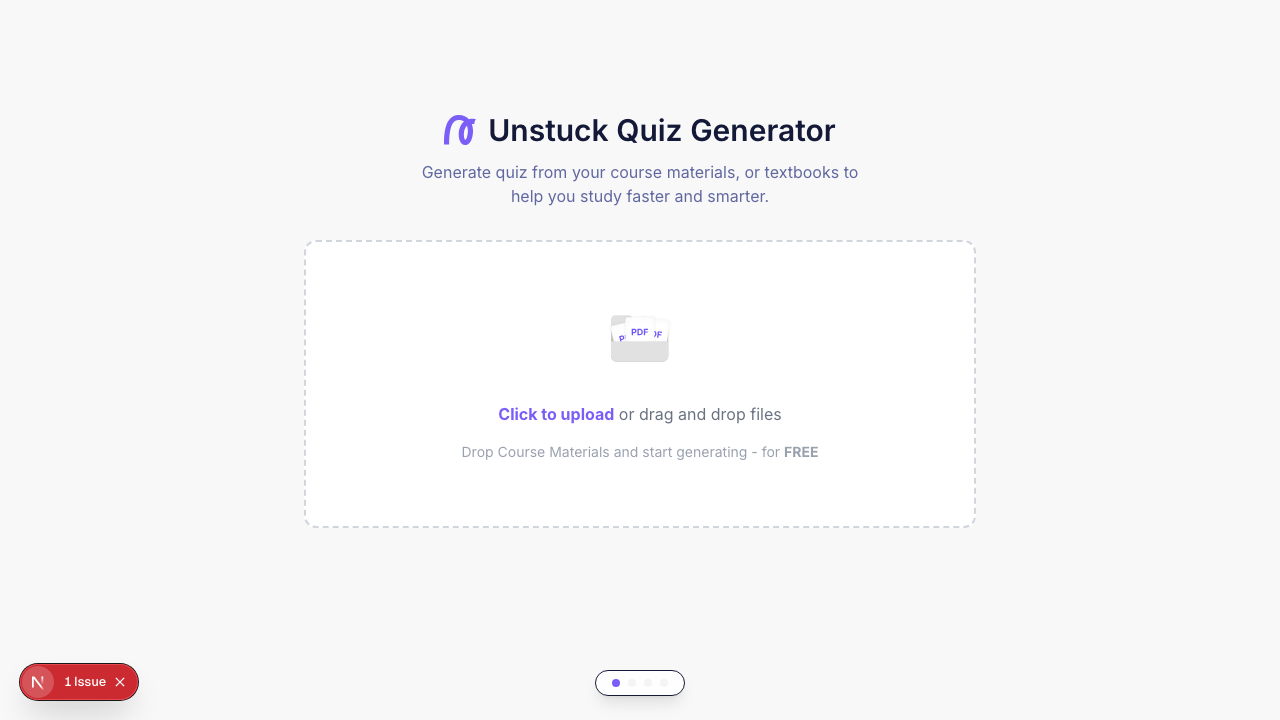 Unstuck Quiz Generator
Generate quiz from your course materials, or textbooks to
help you study faster and smarter.
PDF
Click to upload or drag and drop files
Drop Course Materials and start generating - for FREE
N 1 Issue